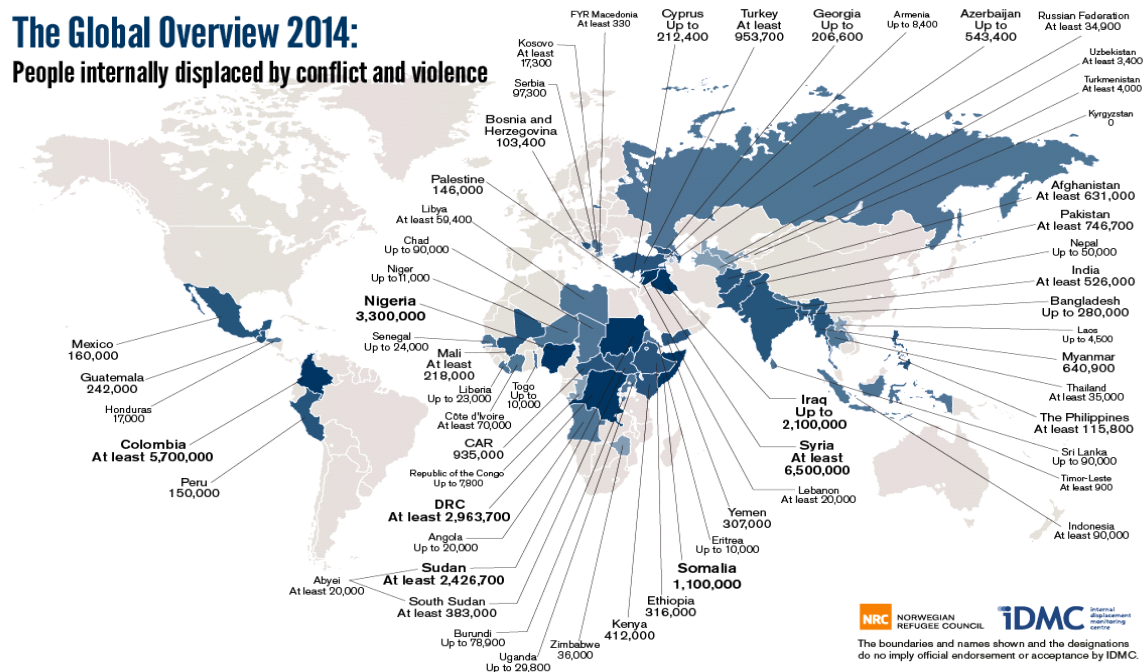 The Global Overview 2014:
People internally displaced by conflict and violence
FYR Macedonia
At least 330
Cyprus
Up to
212,400
Turkey
At least
953,700
Georgia
Up to
206,600
Armenia
Up to 8,400
Azerbaijan
Up to
543,400
Russian Federation
At least 34,900
Uzbekistan
At least 3,400
Turkmenistan
At least 4,000
Kyrgyzstan
0
Kosovo
At least
17,300
Serbia
97,300
Bosnia and
Herzegovina
103,400
Palestine
146,000
Libya
At least 59,400
Chad
Up to 90,000
Niger
Up to 11,000
Nigeria
3,300,000
Senegal
Up to 24,000
Mali
At least
218,000
Liberia
Up to 23,000
Togo
Up to
10,000
Côte d'Ivoire
At least 70,000
CAR
935,000
Republic of the Congo
Up to 7,800
DRC
At least 2,963,700
Angola
Up to 20,000
Sudan
At least 2,426,700
Abyei
At least 20,000
South Sudan
At least 383,000
Burundi
Up to 78,900
Uganda
Up to 29,800
Zimbabwe
36,000
Kenya
412,000
Ethiopia
316,000
Somalia
1,100,000
Eritrea
Up to 10,000
Yemen
307,000
Lebanon
At least 20,000
Syria
At least
6,500,000
Iraq
Up to
2,100,000
Mexico
160,000
Guatemala
242,000
Honduras
17,000
Colombia
At least 5,700,000
Peru
150,000
Afghanistan
At least 631,000
Pakistan
At least 746,700
Nepal
Up to 50,000
India
At least 526,000
Bangladesh
Up to 280,000
Laos
Up to 4,500
Myanmar
640,900
Thailand
At least 35,000
The Philippines
At least 115,800
Sri Lanka
Up to 90,000
Timor-Leste
At least 900
Indonesia
At least 90,000
NRC
NORWEGIAN
REFUGEE COUNCIL
iDMC
internal
displacement
monitoring
centre
The boundaries and names shown and the designations
do no imply official endorsement or acceptance by IDMC.